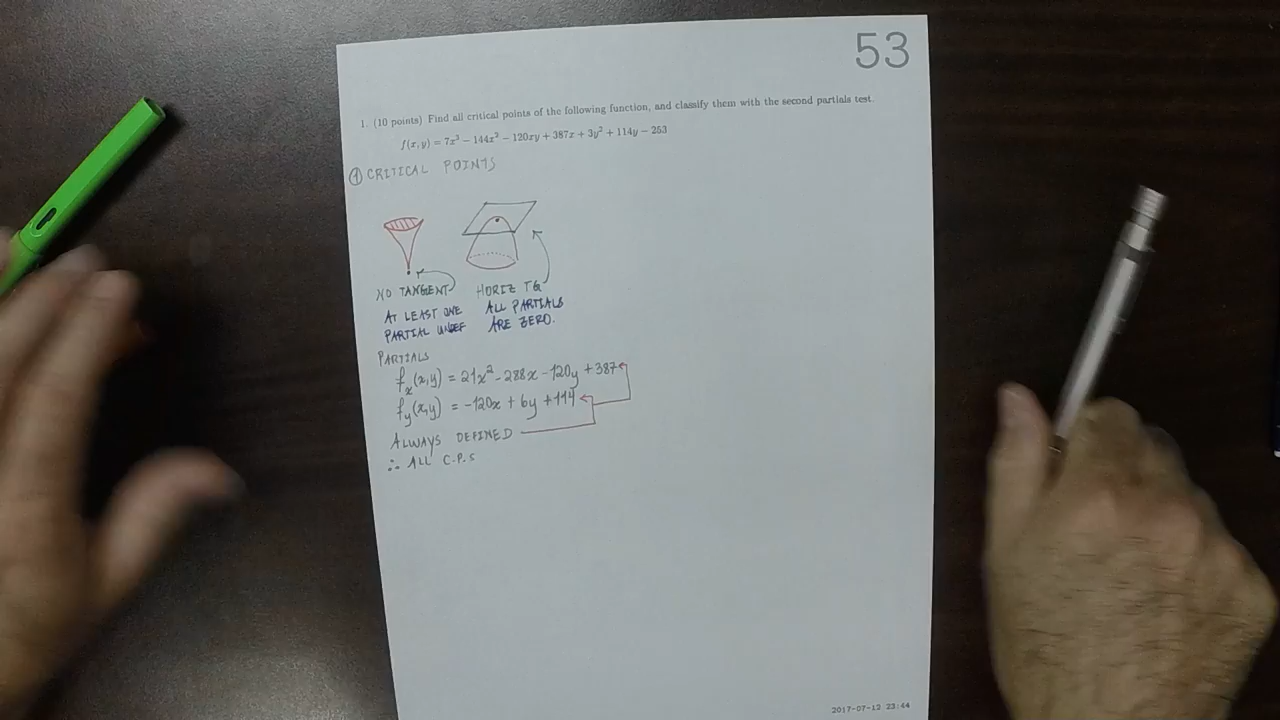 53
1. (10 points) Find all critical points of the following function, and classify them with the second partials test.
f(x, y) = 7x³ − 144x² − 120xy + 387x + 3y² + 114y − 253
① CRITICAL POINTS
NO TANGENT
AT LEAST ONE
PARTIAL UNDEF
HORIZ TG
ALL PARTIALS
ARE ZERO.
PARTIALS
fₓ(x,y) = 21x² - 288x - 120y + 387
f_y(x,y) = -120x + 6y + 114
ALWAYS DEFINED
∴ ALL C.P.S
2017-07-12 23:44